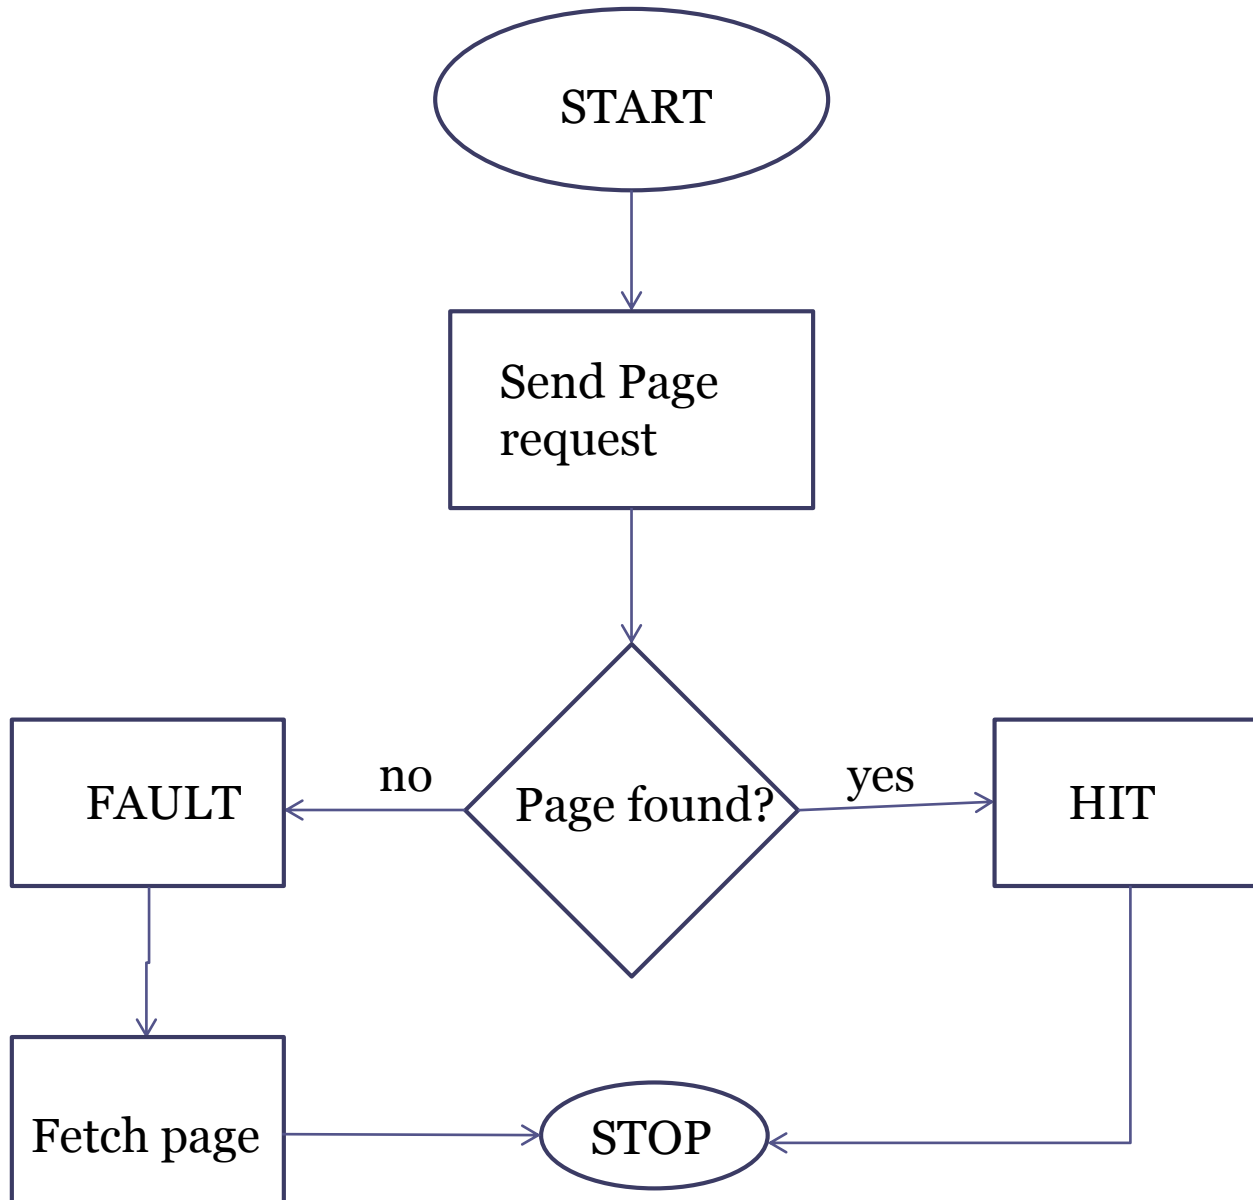 START
Send Page
request
no
yes
FAULT
Page found?
HIT
Fetch page
STOP